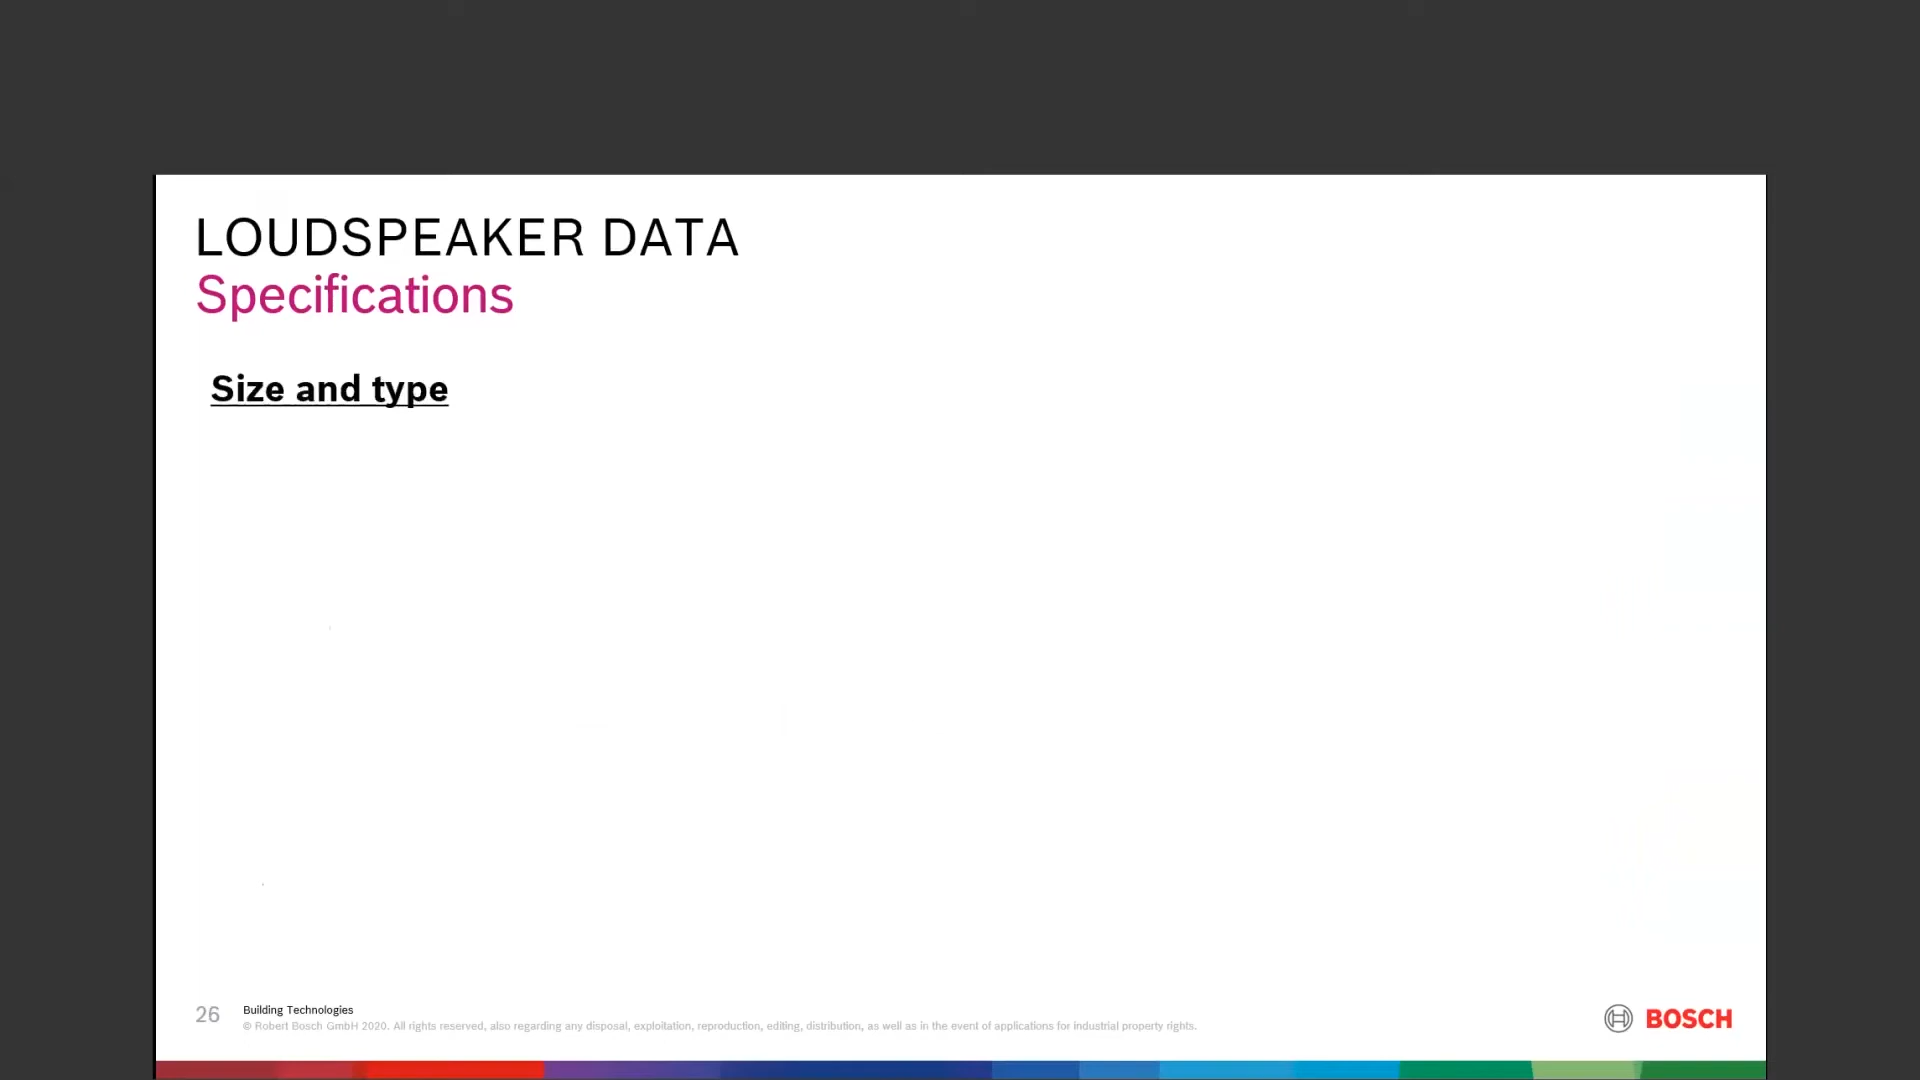 LOUDSPEAKER DATA
Specifications
Size and type
26
Building Technologies
© Robert Bosch GmbH 2020. All rights reserved, also regarding any disposal, exploitation, reproduction, editing, distribution, as well as in the event of applications for industrial property rights.
BOSCH